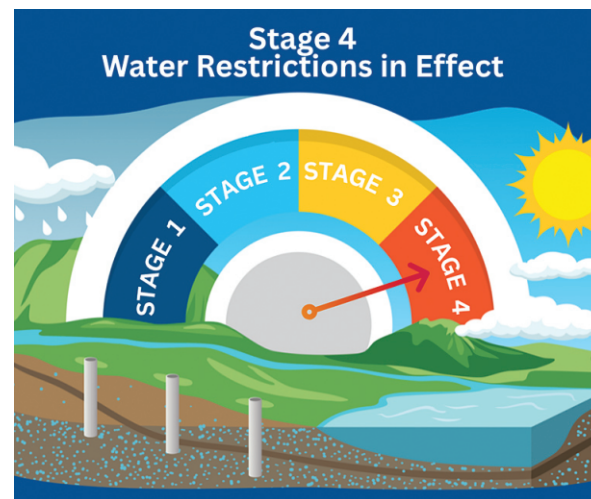 Stage 4
Water Restrictions in Effect
STAGE 1
STAGE 2
STAGE 3
STAGE 4